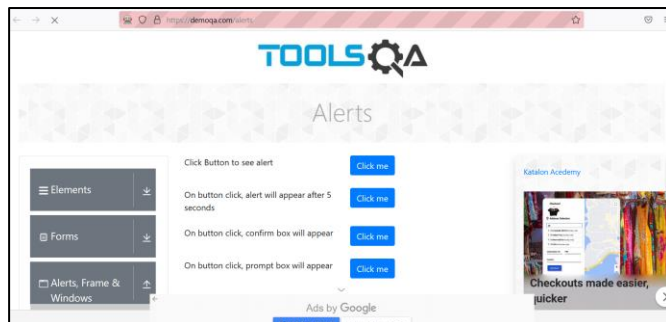 https://demoqa.com/alerts
TOOLSQA
Alerts
Click Button to see alert
Click me
On button click, alert will appear after 5
seconds
Click me
On button click, confirm box will appear
Click me
On button click, prompt box will appear
Click me
Elements
Forms
Alerts, Frame &
Windows
Katalon Acedemy
Checkouts made easier,
quicker
Ads by Google